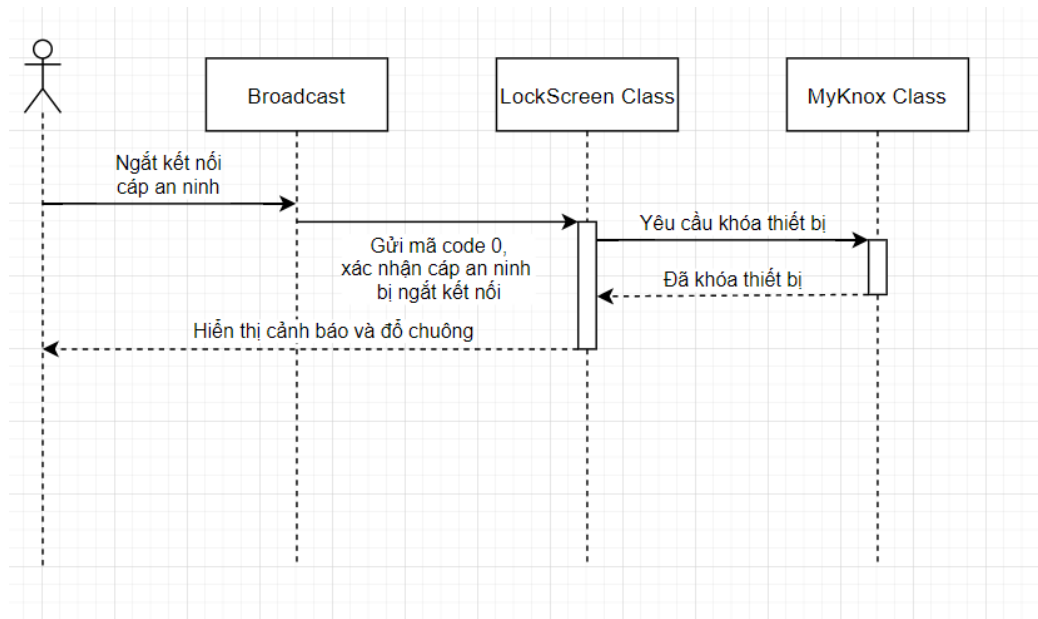 Broadcast
LockScreen Class
MyKnox Class
Ngắt kết nối
cáp an ninh
Gửi mã code 0,
xác nhận cáp an ninh
bị ngắt kết nối
Yêu cầu khóa thiết bị
Đã khóa thiết bị
Hiển thị cảnh báo và đổ chuông